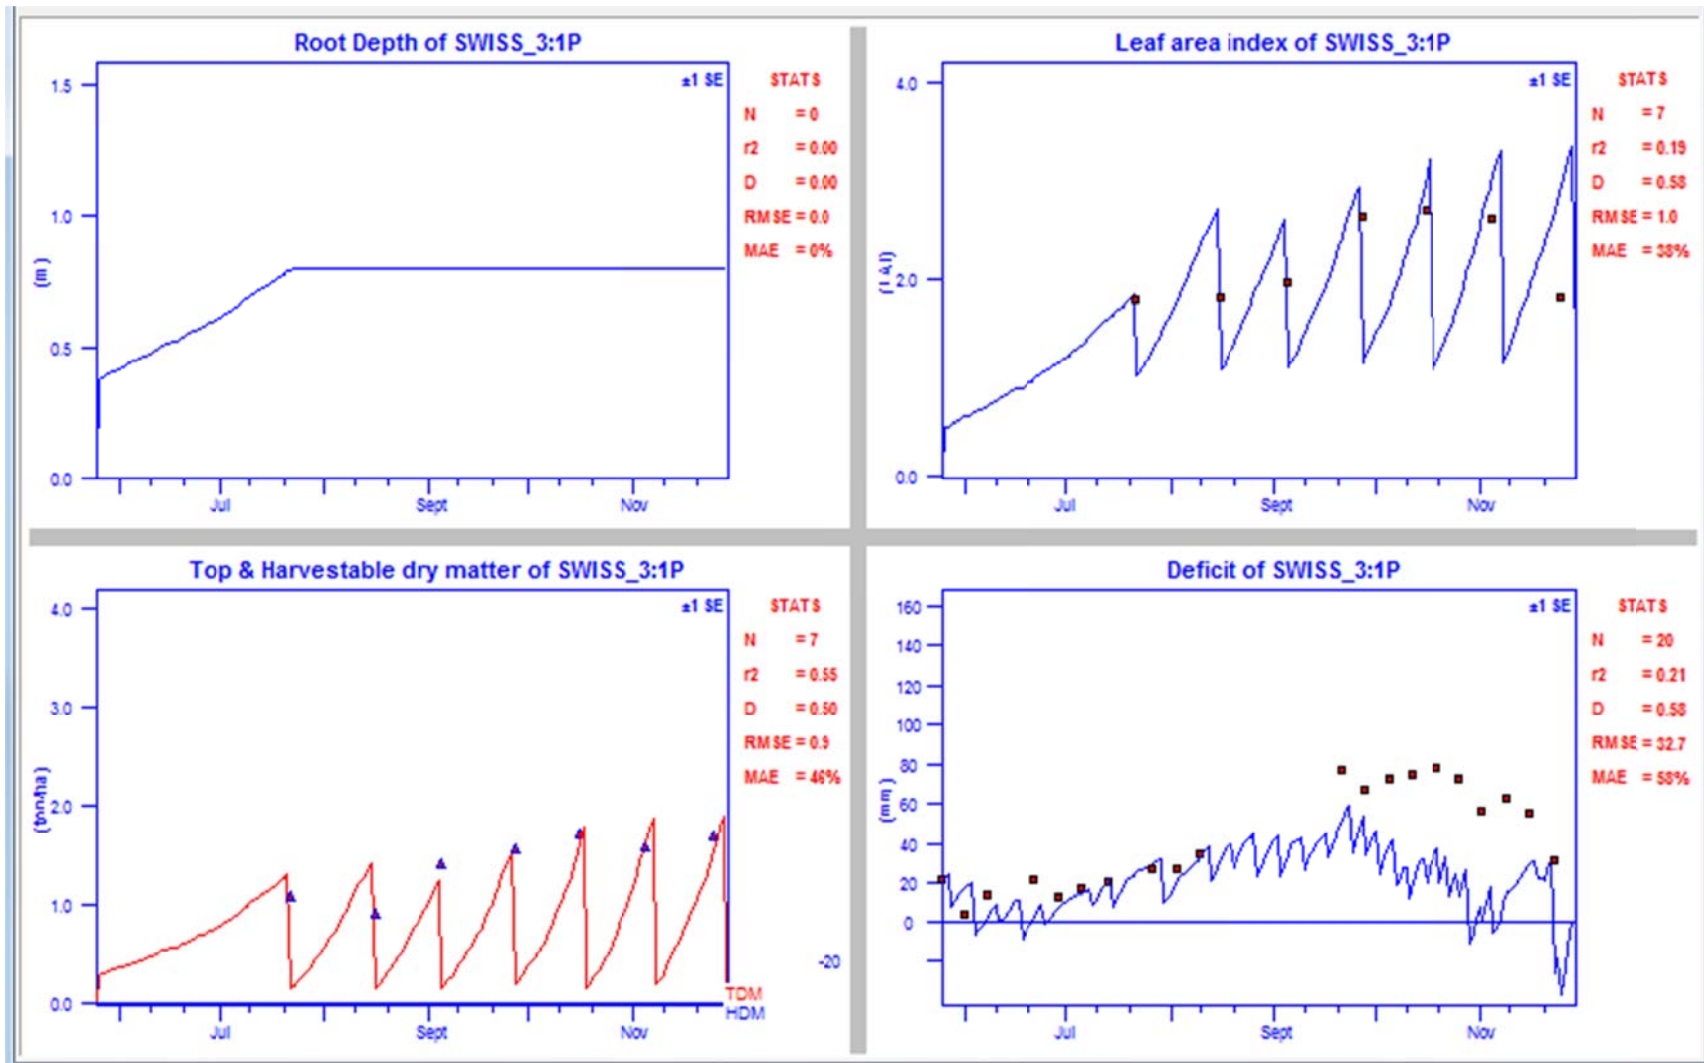 Root Depth of SWISS_3:1P
±1 SE
STATS
N = 0
r2 = 0.00
D = 0.00
RMSE = 0.0
MAE = 0%
1.5
1.0
0.5
0.0
(m)
Jul Sept Nov
Leaf area index of SWISS_3:1P
±1 SE
STATS
N = 7
r2 = 0.19
D = 0.58
RMSE = 1.0
MAE = 38%
4.0
2.0
0.0
(LAI)
Jul Sept Nov
Top & Harvestable dry matter of SWISS_3:1P
±1 SE
STATS
N = 7
r2 = 0.55
D = 0.50
RMSE = 0.9
MAE = 46%
4.0
3.0
2.0
1.0
0.0
(ton/ha)
TDM
HDM
Jul Sept Nov
Deficit of SWISS_3:1P
±1 SE
STATS
N = 20
r2 = 0.21
D = 0.58
RMSE = 32.7
MAE = 58%
160
140
120
100
80
60
40
20
0
-20
(mm)
Jul Sept Nov